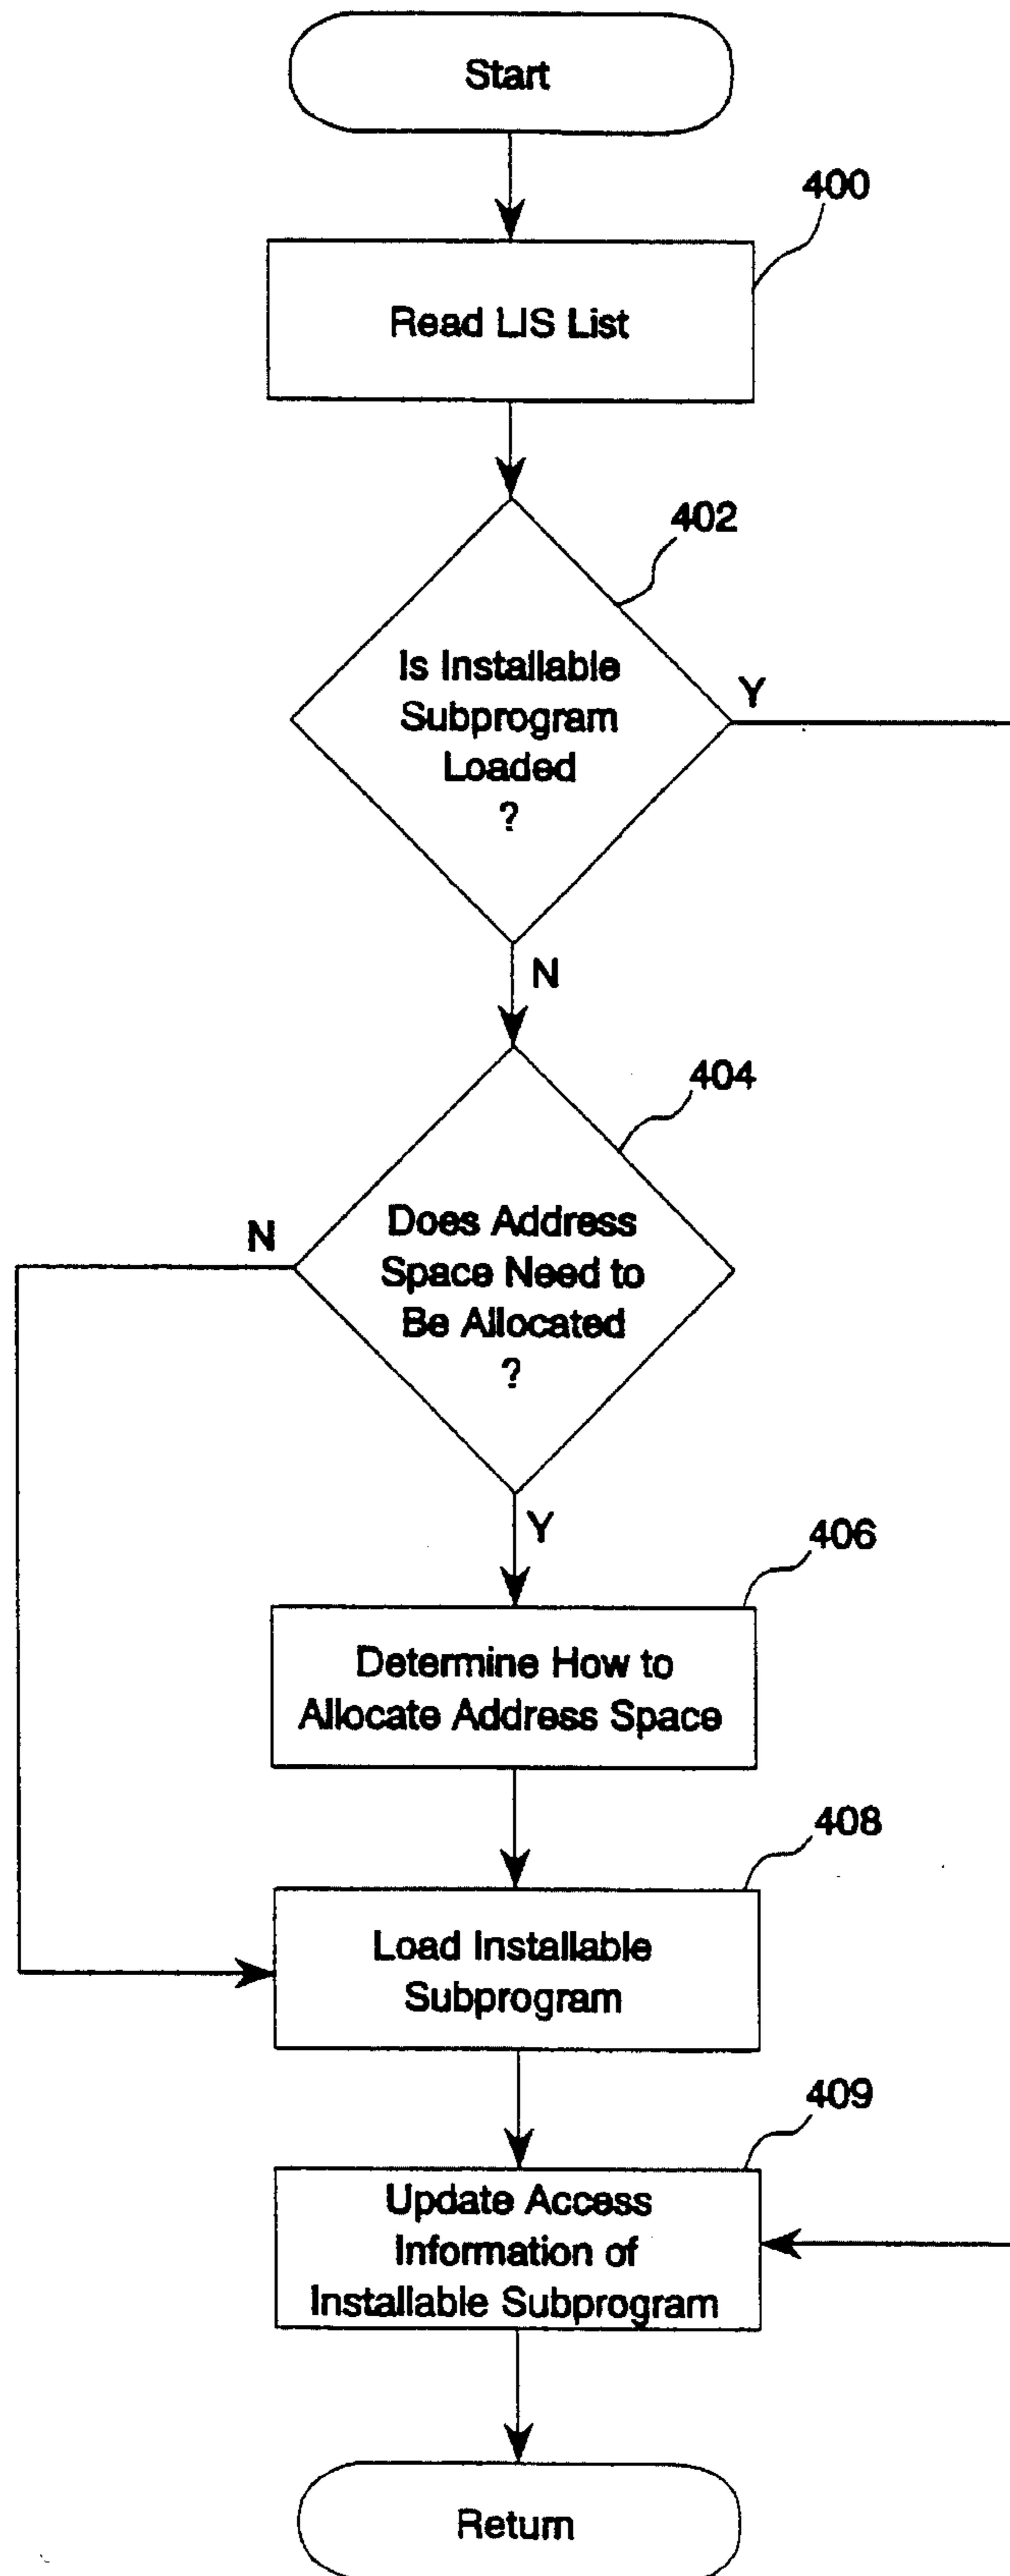 Start
400
Read LIS List
402
Is Installable
Subprogram
Loaded
?
Y
N
404
Does Address
Space Need to
Be Allocated
?
N
Y
406
Determine How to
Allocate Address Space
408
Load Installable
Subprogram
409
Update Access
Information of
Installable Subprogram
Return